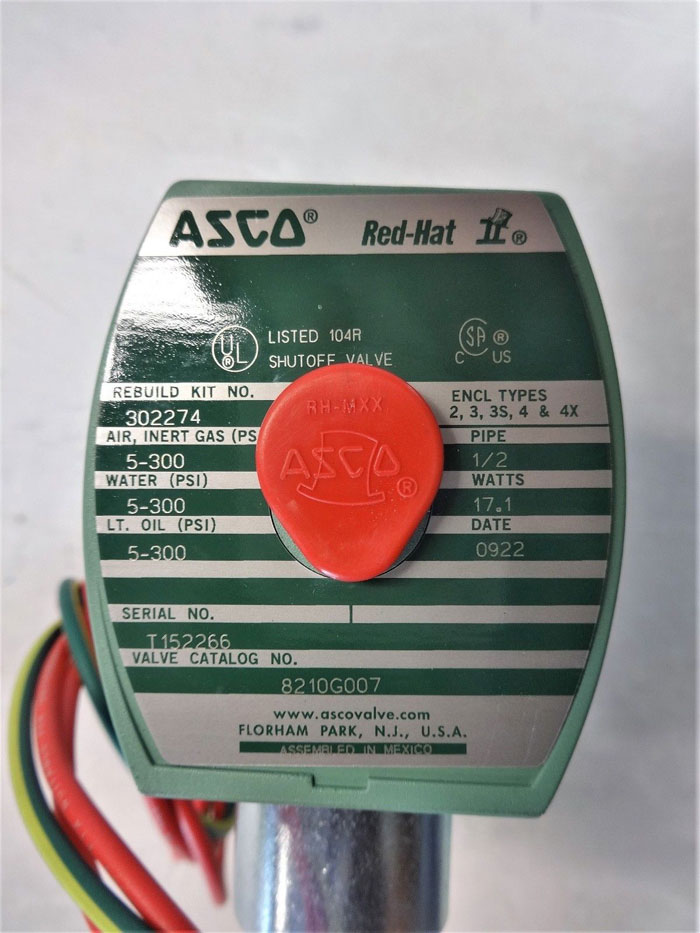 ASCO® Red-Hat II®
UL® LISTED 104R
SHUTOFF VALVE
C SA ® US
REBUILD KIT NO.
302274
ENCL TYPES
2, 3, 3S, 4 & 4X
AIR, INERT GAS (PS
5-300
PIPE
1/2
WATER (PSI)
5-300
WATTS
17.1
LT. OIL (PSI)
5-300
DATE
0922
RH-MXX
ASCO®
SERIAL NO.
T152266
VALVE CATALOG NO.
8210G007
www.ascovalve.com
FLORHAM PARK, N.J., U.S.A.
ASSEMBLED IN MEXICO